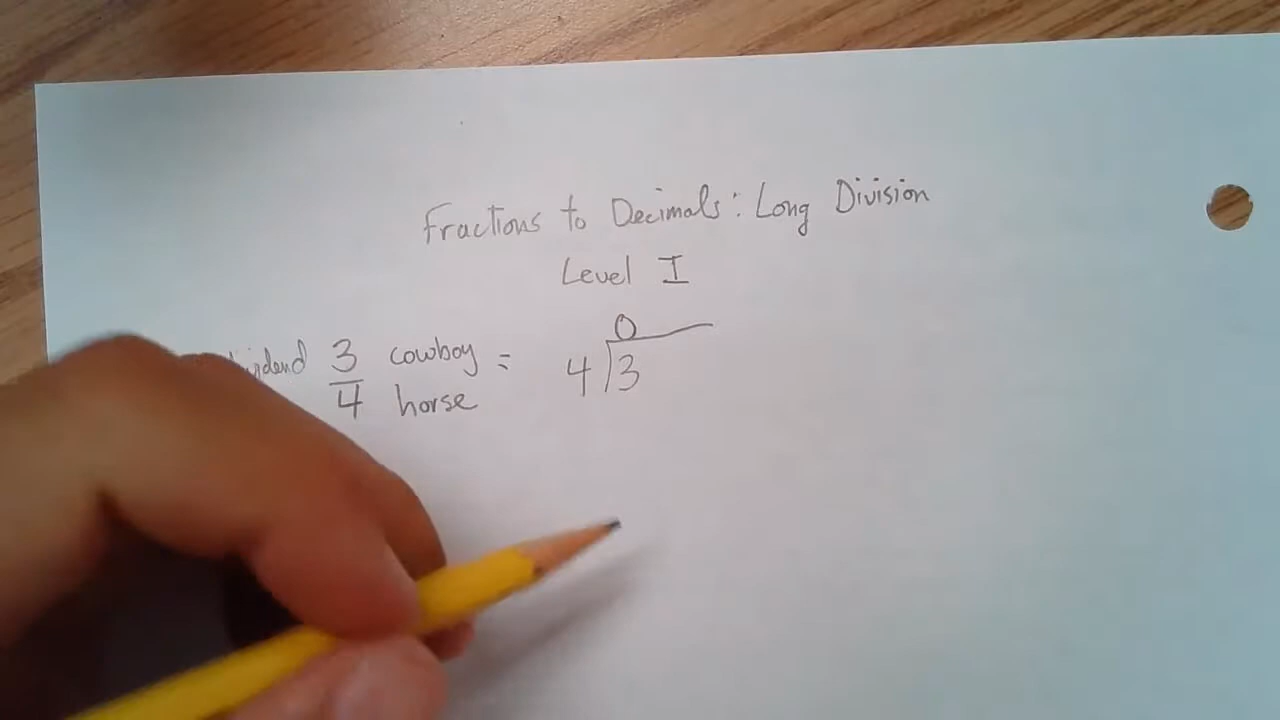 Fractions to Decimals: Long Division
Level I
3 cowboy =
4 horse
0
4 3